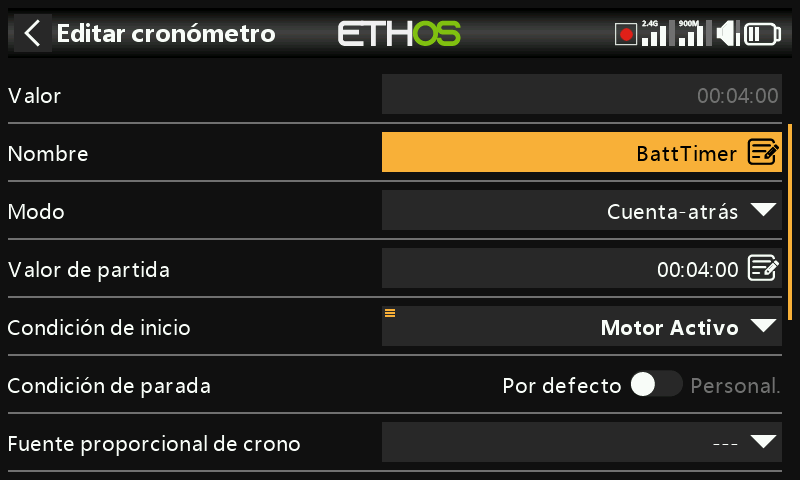 Editar cronómetro
ETHOS
2.4G
900M
Valor
00:04:00
Nombre
BattTimer
Modo
Cuenta-atrás
Valor de partida
00:04:00
Condición de inicio
Motor Activo
Condición de parada
Por defecto
Personal.
Fuente proporcional de crono
---